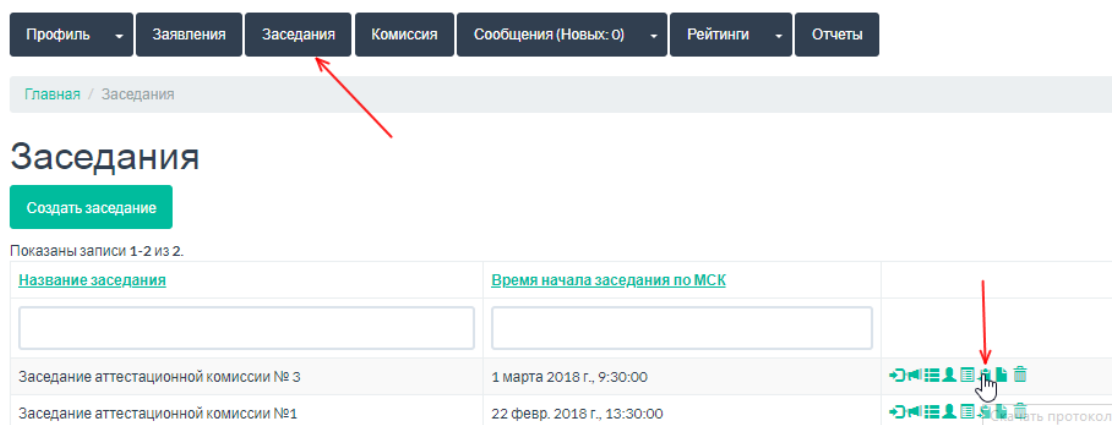 Профиль Заявления Заседания Комиссия Сообщения (Новых: 0) Рейтинги Отчеты
Главная / Заседания
Заседания
Создать заседание
Показаны записи 1-2 из 2.
Название заседания Время начала заседания по МСК
Заседание аттестационной комиссии № 3 1 марта 2018 г., 9:30:00
Заседание аттестационной комиссии №1 22 февр. 2018 г., 13:30:00
Скачать протокол